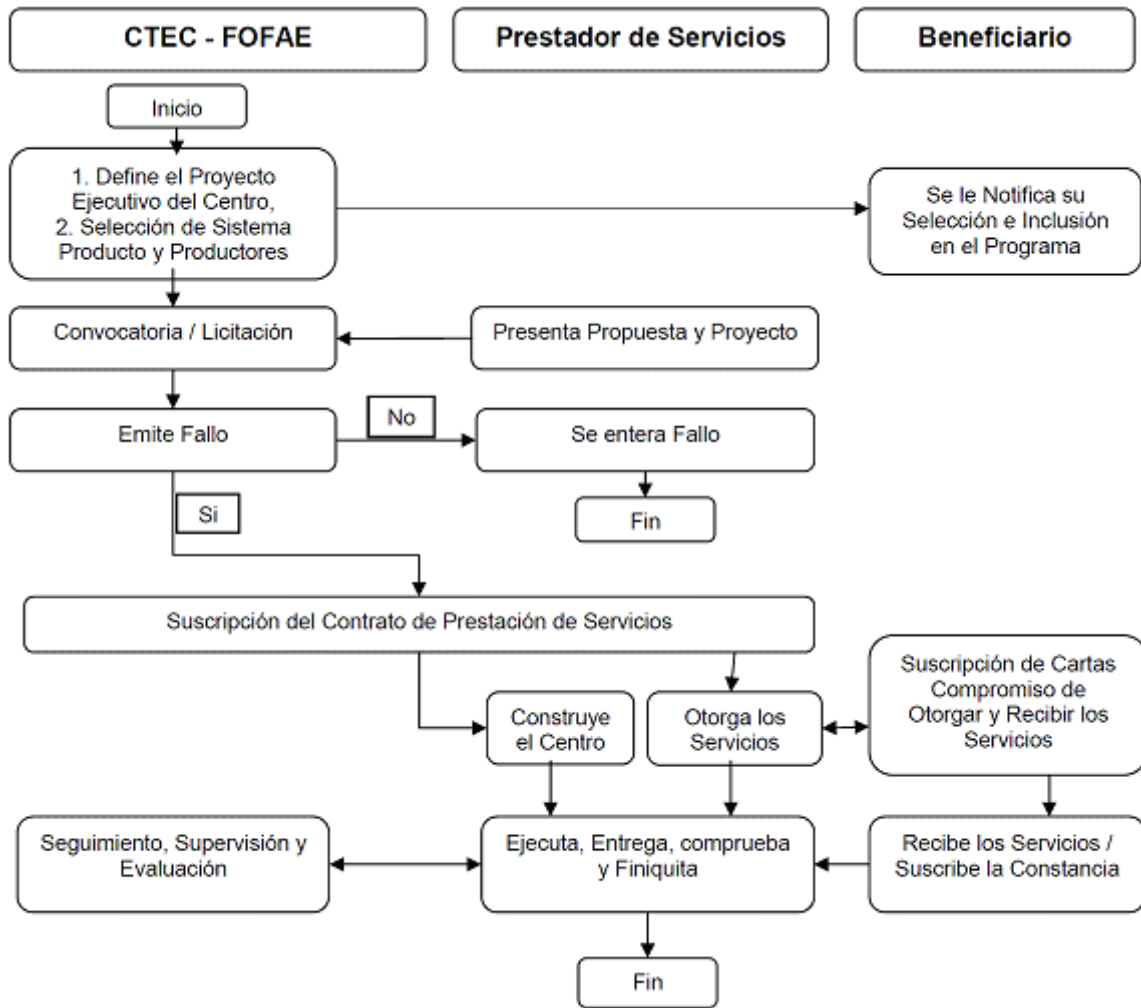 CTEC - FOFAE
Prestador de Servicios
Beneficiario
Inicio
1. Define el Proyecto
Ejecutivo del Centro,
2. Selección de Sistema
Producto y Productores
Se le Notifica su
Selección e Inclusión
en el Programa
Convocatoria / Licitación
Presenta Propuesta y Proyecto
Emite Fallo
No
Se entera Fallo
Si
Fin
Suscripción del Contrato de Prestación de Servicios
Construye
el Centro
Otorga los
Servicios
Suscripción de Cartas
Compromiso de
Otorgar y Recibir los
Servicios
Seguimiento, Supervisión y
Evaluación
Ejecuta, Entrega, comprueba
y Finiquita
Recibe los Servicios /
Suscribe la Constancia
Fin